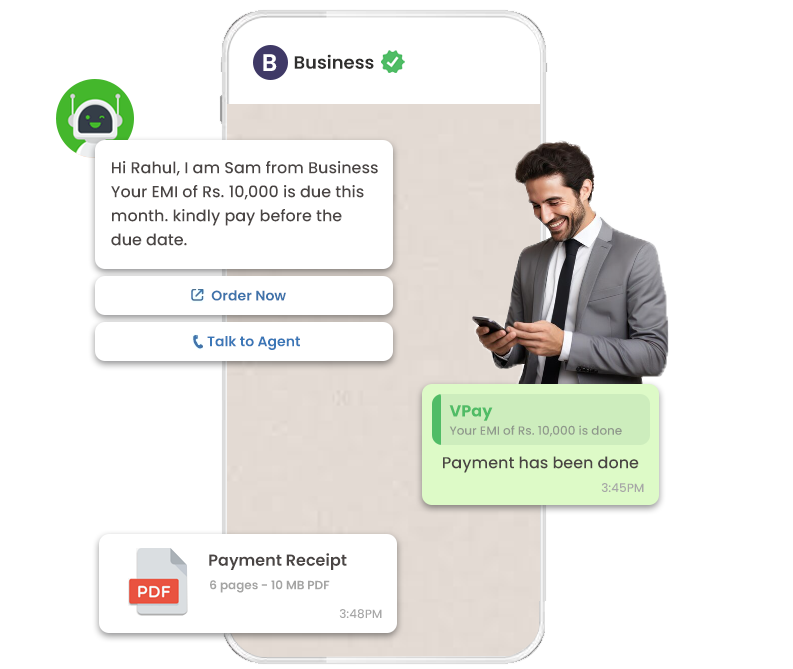 B Business
Hi Rahul, I am Sam from Business
Your EMI of Rs. 10,000 is due this
month. kindly pay before the
due date.
Order Now
Talk to Agent
VPay
Your EMI of Rs. 10,000 is done
Payment has been done
3:45PM
PDF
Payment Receipt
6 pages - 10 MB PDF
3:48PM